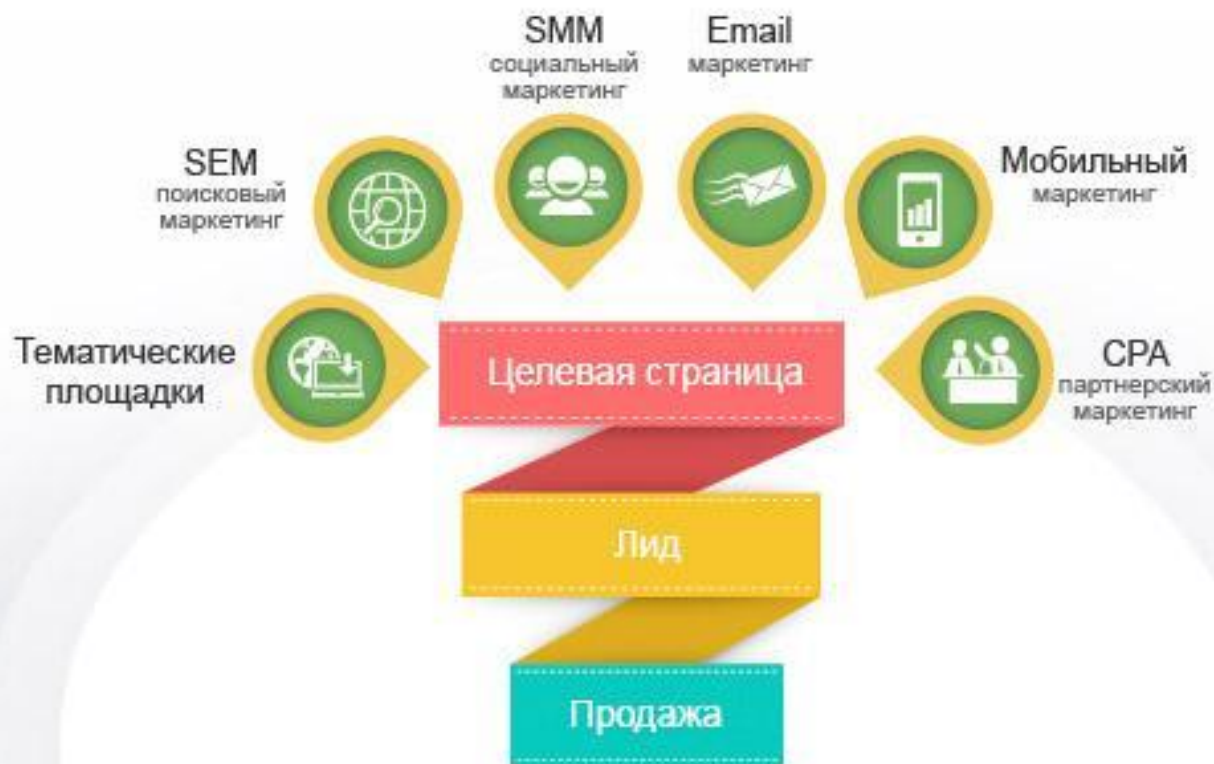 SMM
социальный
маркетинг
Email
маркетинг
SEM
поисковый
маркетинг
Мобильный
маркетинг
Тематические
площадки
CPA
партнерский
маркетинг
Целевая страница
Лид
Продажа